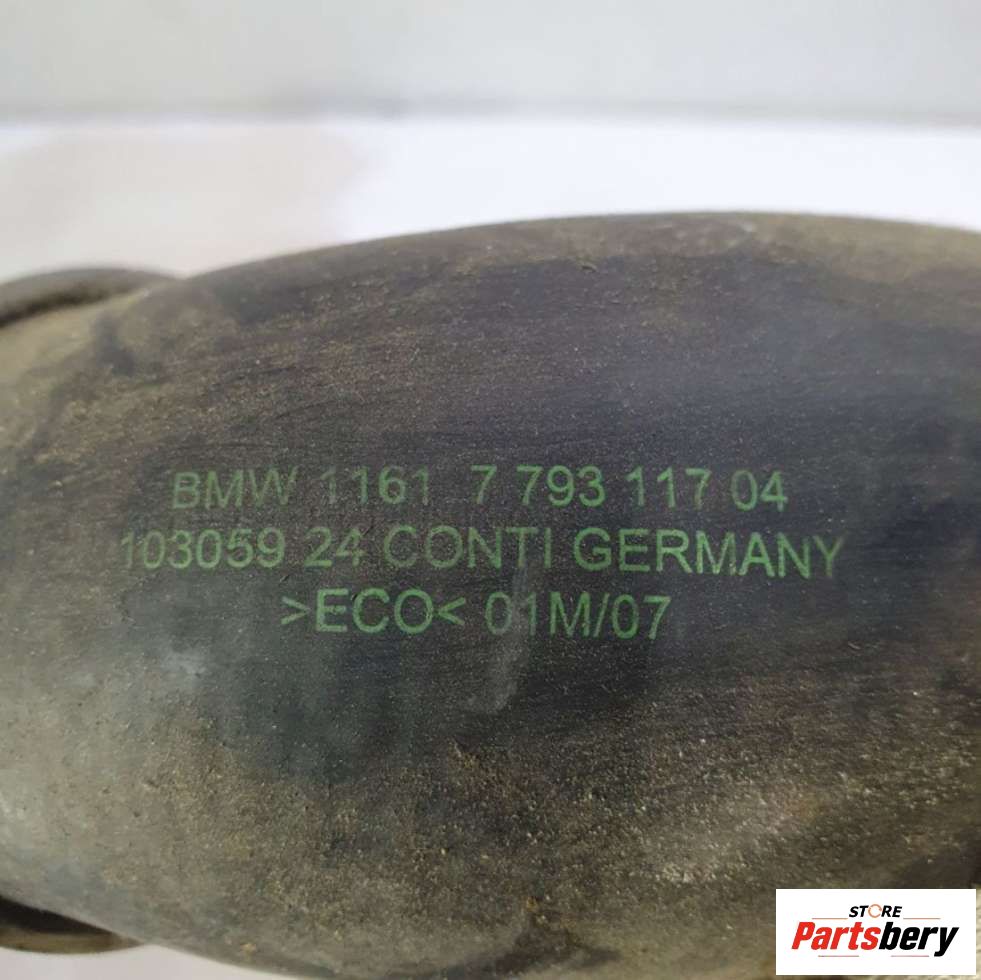 BMW 1161 7 793 117 04
103059 24 CONTI GERMANY
>ECO< 01M/07
STORE
Partsbery